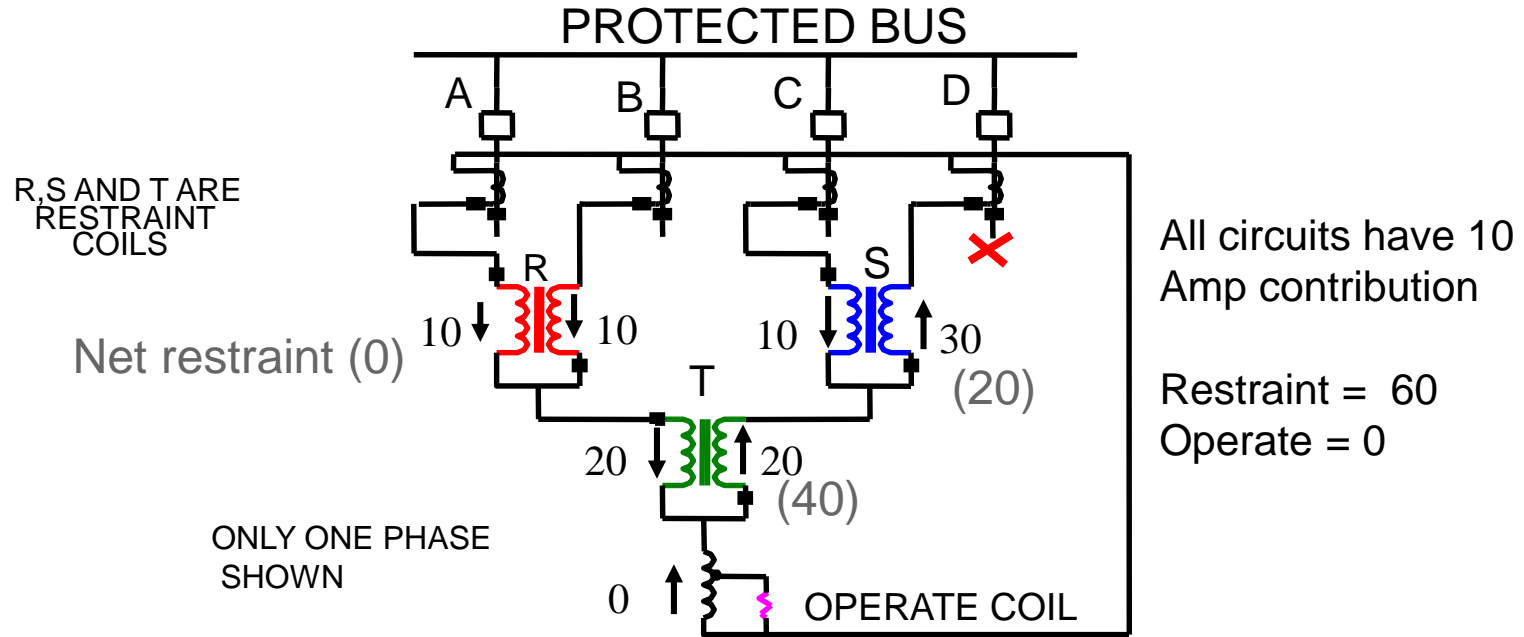 PROTECTED BUS
A
B
C
D
R,S AND T ARE
RESTRAINT
COILS
R
S
10
10
10
30
Net restraint (0)
(20)
T
20
20
(40)
All circuits have 10
Amp contribution
Restraint = 60
Operate = 0
ONLY ONE PHASE
SHOWN
0
OPERATE COIL